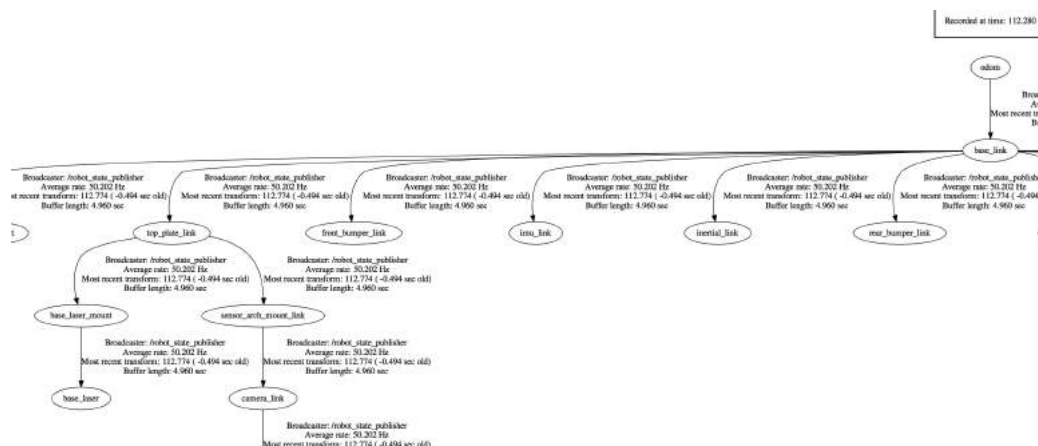 Recorded at time: 112.280
odom
Most recent
base_link
Broadcaster: /robot_state_publisher
Average rate: 50.202 Hz
recent transform: 112.774 ( -0.494 sec old)
Buffer length: 4.960 sec
Broadcaster: /robot_state_publisher
Average rate: 50.202 Hz
Most recent transform: 112.774 ( -0.494 sec old)
Buffer length: 4.960 sec
Broadcaster: /robot_state_publisher
Average rate: 50.202 Hz
Most recent transform: 112.774 ( -0.494 sec old)
Buffer length: 4.960 sec
Broadcaster: /robot_state_publisher
Average rate: 50.202 Hz
Most recent transform: 112.774 ( -0.494 sec old)
Buffer length: 4.960 sec
Broadcaster: /robot_state_publisher
Average rate: 50.202 Hz
Most recent transform: 112.774 ( -0.494 sec old)
Buffer length: 4.960 sec
Broadcaster: /robot_state_publisher
Average rate: 50.202
Most recent transform: 112.774 (
Buffer length: 4.960
top_plate_link
front_bumper_link
imu_link
inertial_link
rear_bumper_link
Broadcaster: /robot_state_publisher
Average rate: 50.202 Hz
Most recent transform: 112.774 ( -0.494 sec old)
Buffer length: 4.960 sec
Broadcaster: /robot_state_publisher
Average rate: 50.202 Hz
Most recent transform: 112.774 ( -0.494 sec old)
Buffer length: 4.960 sec
base_laser_mount
sensor_arch_mount_link
Broadcaster: /robot_state_publisher
Average rate: 50.202 Hz
Most recent transform: 112.774 ( -0.494 sec old)
Buffer length: 4.960 sec
Broadcaster: /robot_state_publisher
Average rate: 50.202 Hz
Most recent transform: 112.774 ( -0.494 sec old)
Buffer length: 4.960 sec
base_laser
camera_link
Broadcaster: /robot_state_publisher
Average rate: 50.202 Hz
Most recent transform: 112.774 ( -0.494 sec old)